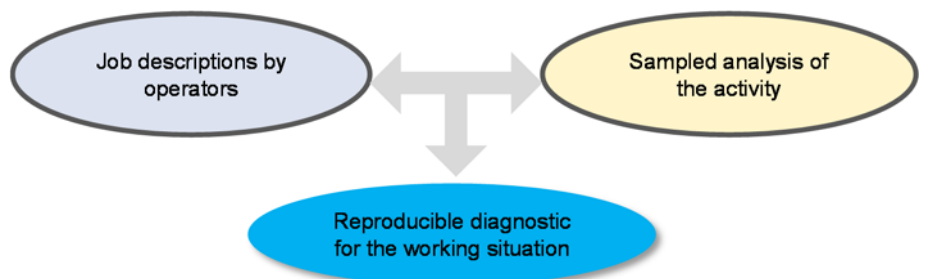 Job descriptions by
operators
Sampled analysis of
the activity
Reproducible diagnostic
for the working situation